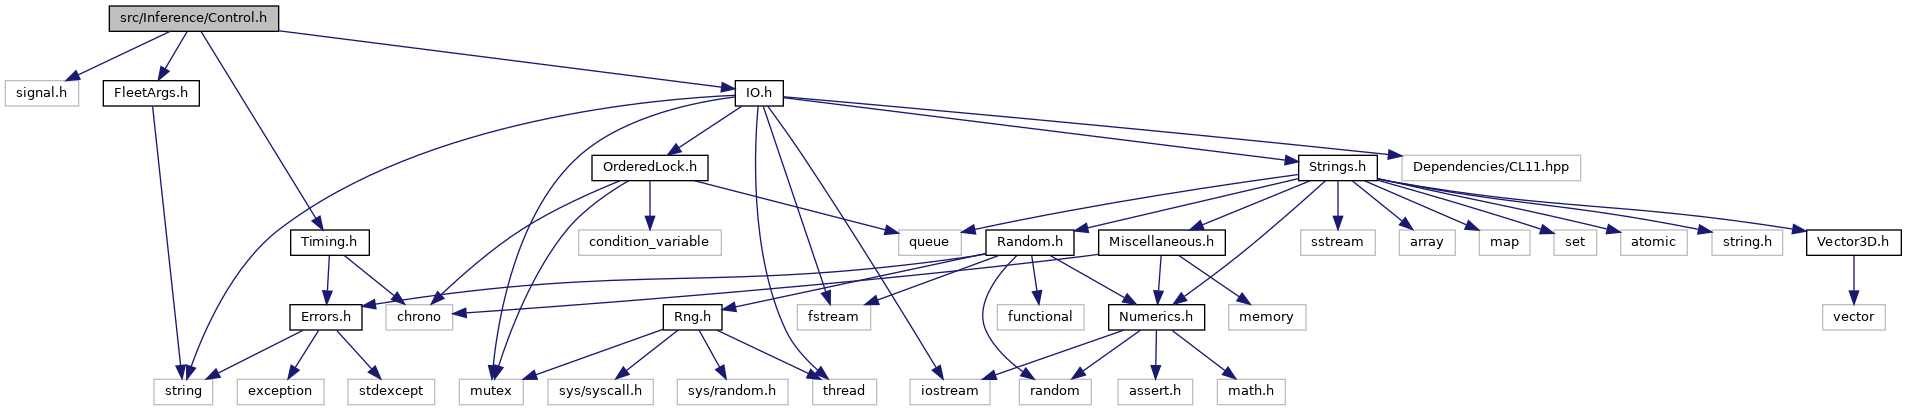 src/Inference/Control.h
signal.h
FleetArgs.h
IO.h
OrderedLock.h
Strings.h
Dependencies/CL11.hpp
Timing.h
condition_variable
queue
Random.h
Miscellaneous.h
sstream
array
map
set
atomic
string.h
Vector3D.h
Errors.h
chrono
Rng.h
fstream
functional
Numerics.h
memory
vector
string
exception
stdexcept
mutex
sys/syscall.h
sys/random.h
thread
iostream
random
assert.h
math.h